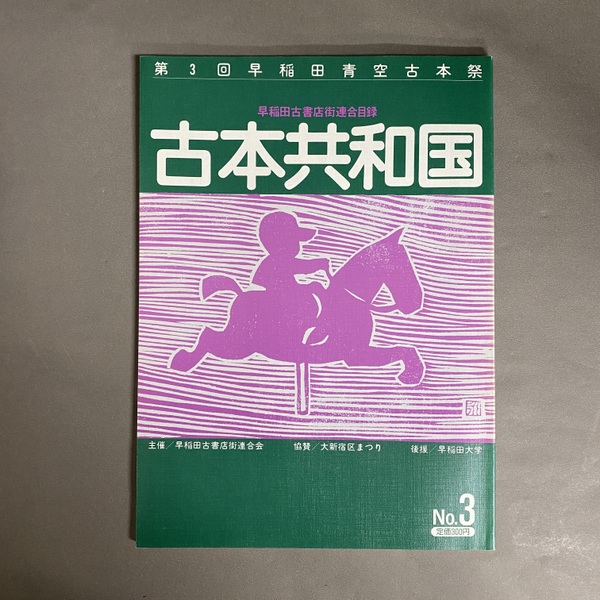 第3回早稲田青空古本祭
早稲田古書店街連合目録
古本共和国
主催／早稲田古書店街連合会 協賛／大新宿区まつり 後援／早稲田大学
No.3
定価300円